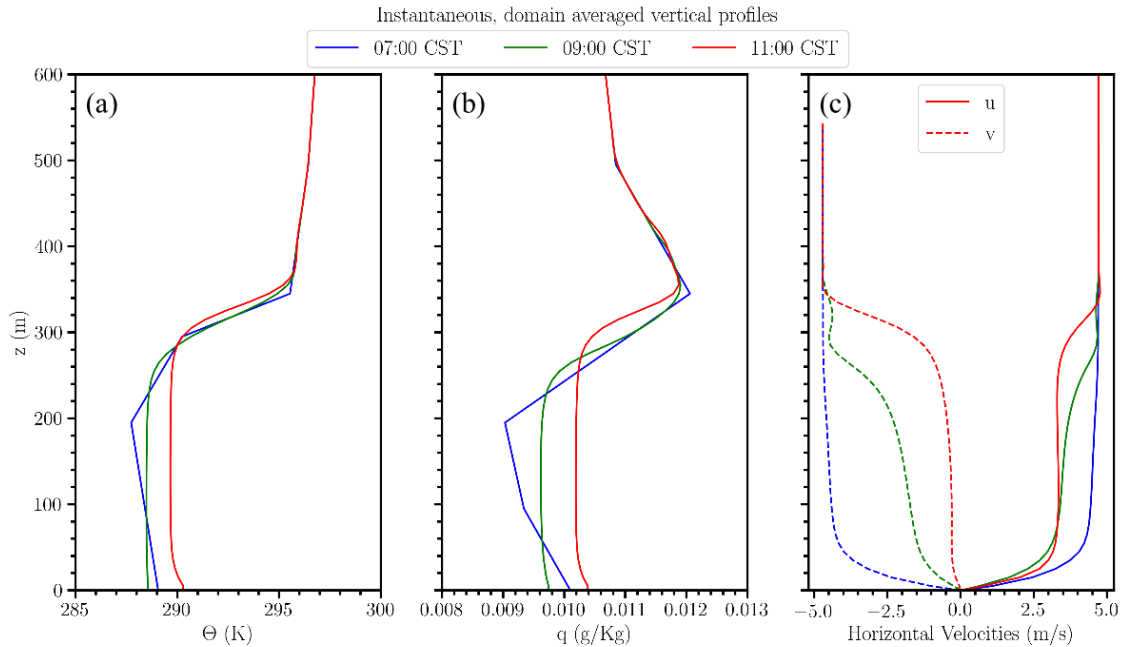 Instantaneous, domain averaged vertical profiles
07:00 CST 09:00 CST 11:00 CST
(a) (b) (c)
u
v
600
500
400
300
200
100
0
z (m)
285 290 295 300
0.008 0.009 0.010 0.011 0.012 0.013
−5.0 −2.5 0.0 2.5 5.0
Θ (K)
q (g/Kg)
Horizontal Velocities (m/s)